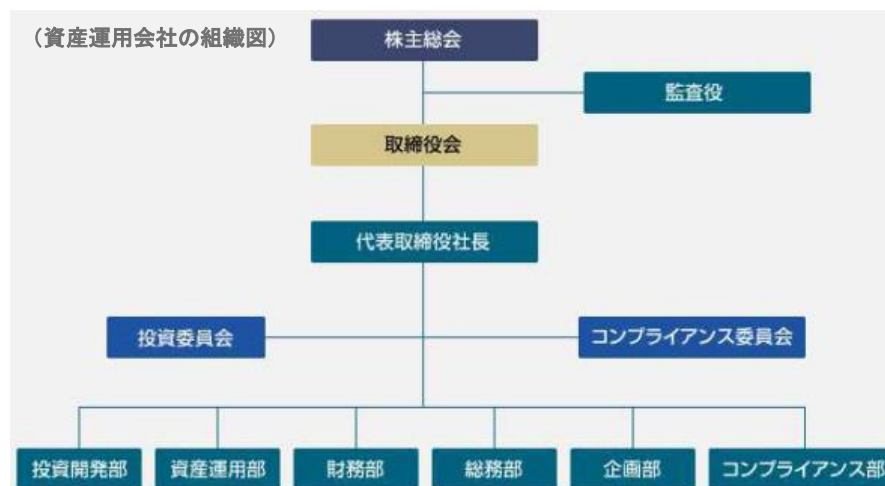 （資産運用会社の組織図）
株主総会
監査役
取締役会
代表取締役社長
投資委員会
コンプライアンス委員会
投資開発部
資産運用部
財務部
総務部
企画部
コンプライアンス部